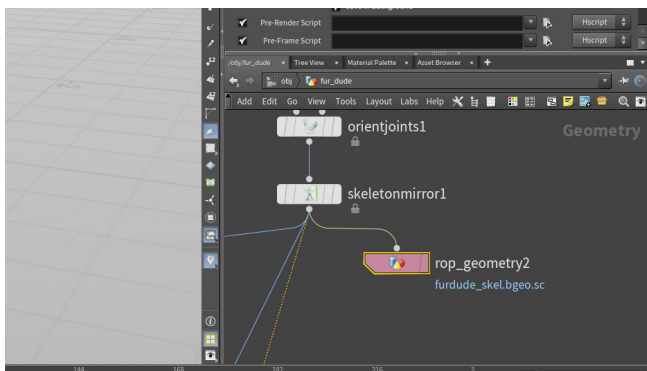 Pre-Render Script Hscript
Pre-Frame Script Hscript
/obj/fur_dude Tree View Material Palette Asset Browser +
obj fur_dude
Add Edit Go View Tools Layout Labs Help
orientjoints1
Geometry
skeletonmirror1
rop_geometry2
furdude_skel.bgeo.sc
144 168 192 216 2